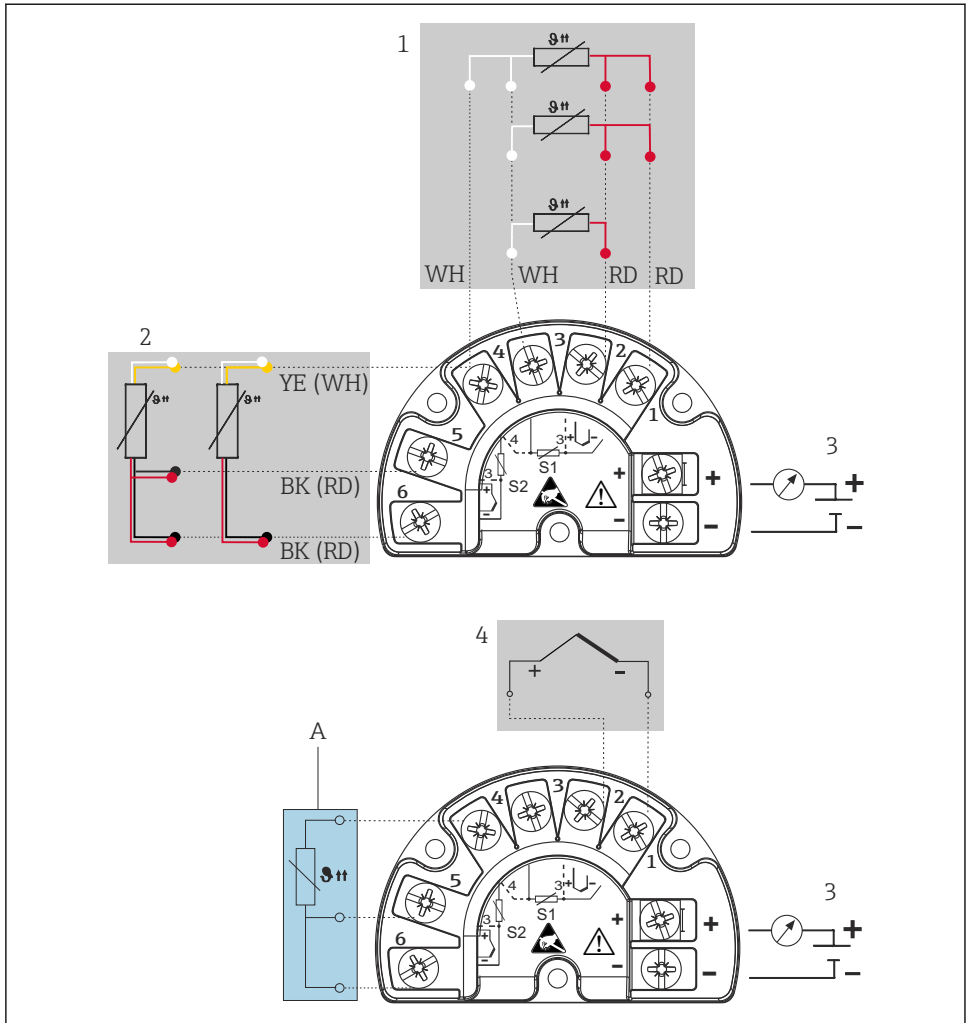 1
ϑ
ϑ
ϑ
WH WH RD RD
2
YE (WH)
ϑ ϑ
BK (RD)
BK (RD)
4 3 2
5 1
6
4 3 + -
3 S1
S2
+ -
+
-
+
-
3
+
-
4
+ -
A
ϑ
4 3 2
5 1
6
4 3 + -
3 S1
S2
+ -
+
-
+
-
3
+
-